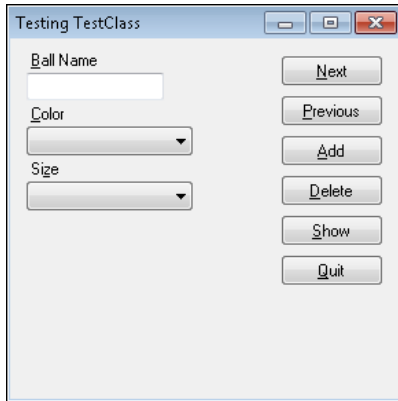 Testing TestClass
Ball Name
Color
Size
Next
Previous
Add
Delete
Show
Quit